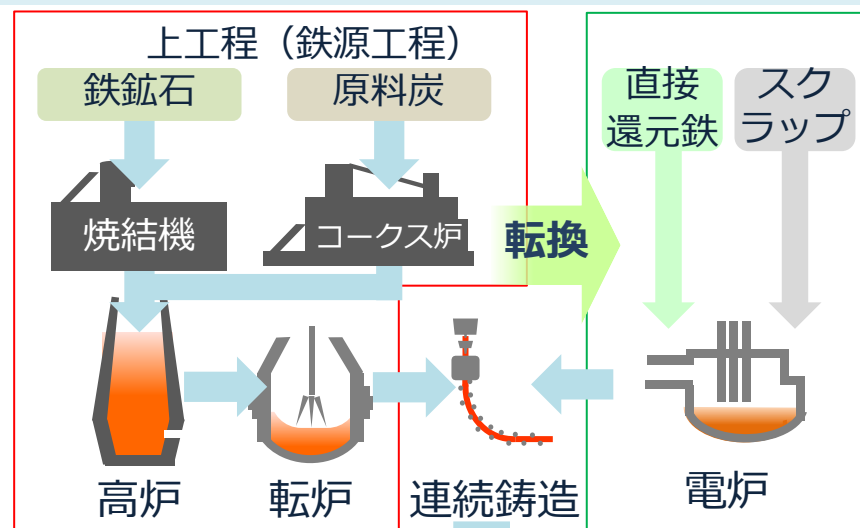 上工程（鉄源工程）
鉄鉱石
原料炭
直接
還元鉄
スク
ラップ
焼結機
コークス炉
転換
高炉
転炉
連続鋳造
電炉